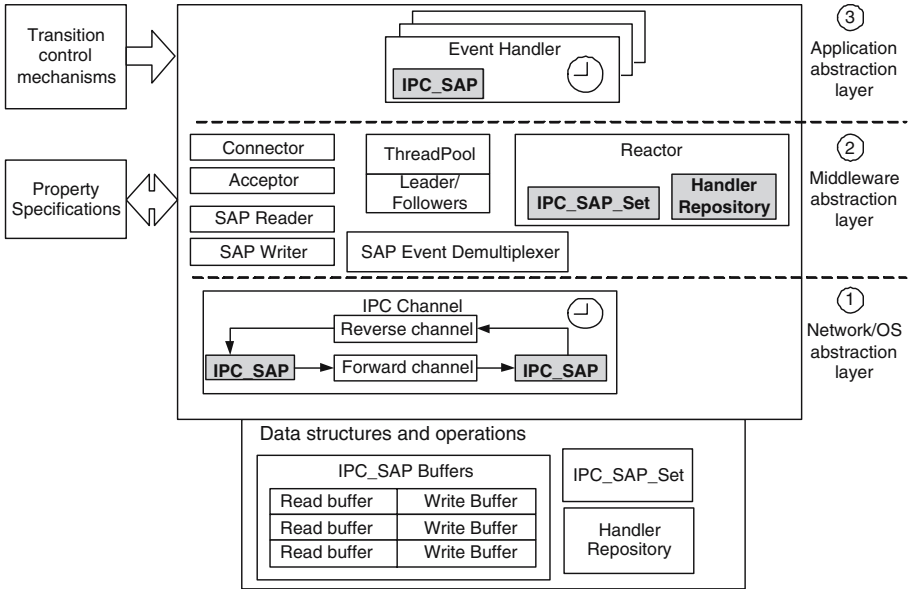 Transition
control
mechanisms
Event Handler
IPC_SAP
3
Application
abstraction
layer
Property
Specifications
Connector
Acceptor
SAP Reader
SAP Writer
ThreadPool
Leader/
Followers
SAP Event Demultiplexer
Reactor
IPC_SAP_Set
Handler
Repository
2
Middleware
abstraction
layer
IPC Channel
Reverse channel
IPC_SAP
Forward channel
IPC_SAP
1
Network/OS
abstraction
layer
Data structures and operations
IPC_SAP Buffers
Read buffer Write Buffer
Read buffer Write Buffer
Read buffer Write Buffer
IPC_SAP_Set
Handler
Repository